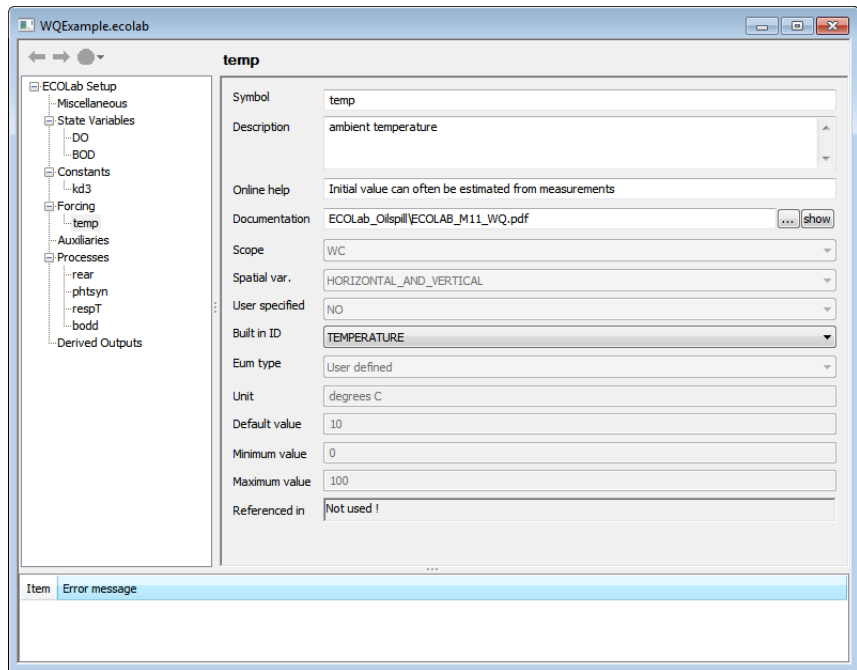 WQExample.ecolab
temp
ECOLab Setup
Miscellaneous
State Variables
DO
BOD
Constants
kd3
Forcing
temp
Auxiliaries
Processes
rear
phtsyn
respT
bodd
Derived Outputs
Symbol temp
Description ambient temperature
Online help Initial value can often be estimated from measurements
Documentation ECOLab_Oilspill\ECOLAB_M11_WQ.pdf ... show
Scope WC
Spatial var. HORIZONTAL_AND_VERTICAL
User specified NO
Built in ID TEMPERATURE
Eum type User defined
Unit degrees C
Default value 10
Minimum value 0
Maximum value 100
Referenced in Not used !
Item Error message